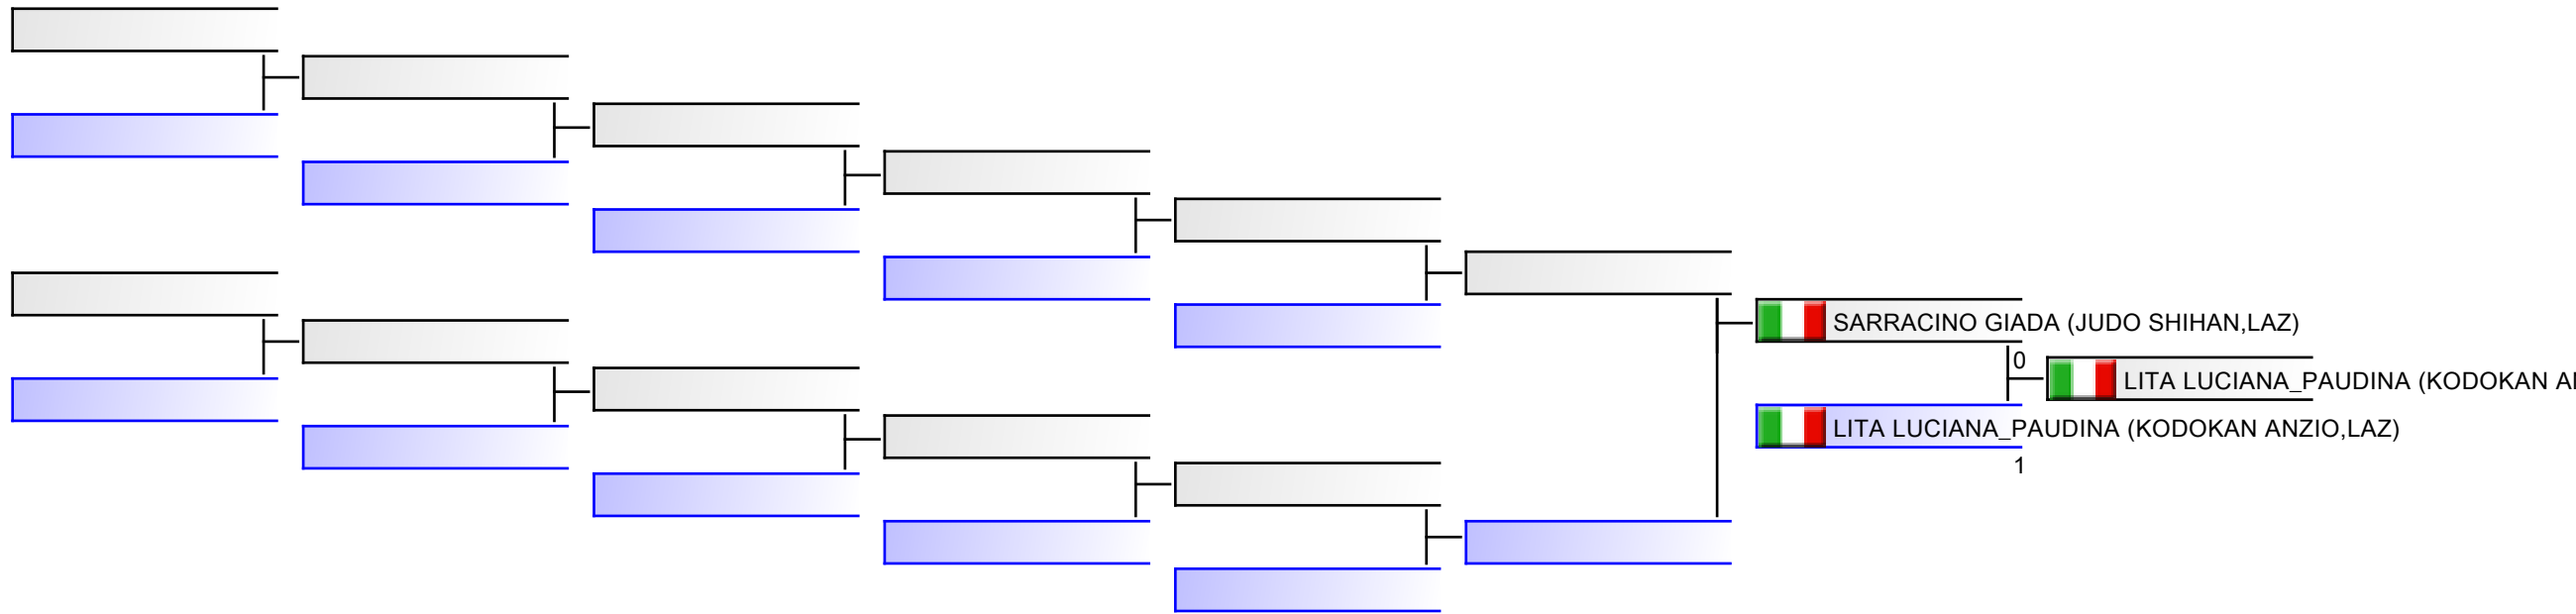 SARRACINO GIADA (JUDO SHIHAN,LAZ)
0
LITA LUCIANA_PAUDINA (KODOKAN
LITA LUCIANA_PAUDINA (KODOKAN ANZIO,LAZ)
1